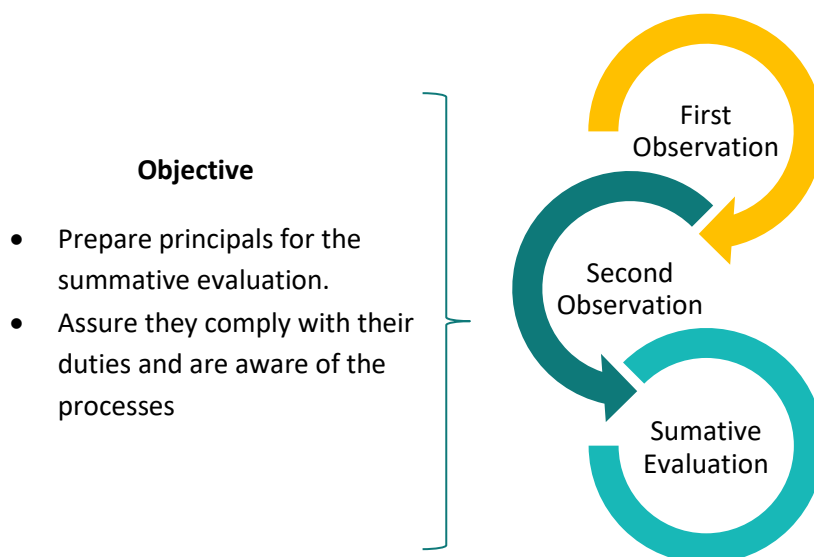 Objective
• Prepare principals for the
summative evaluation.
• Assure they comply with their
duties and are aware of the
processes
First
Observation
Second
Observation
Sumative
Evaluation